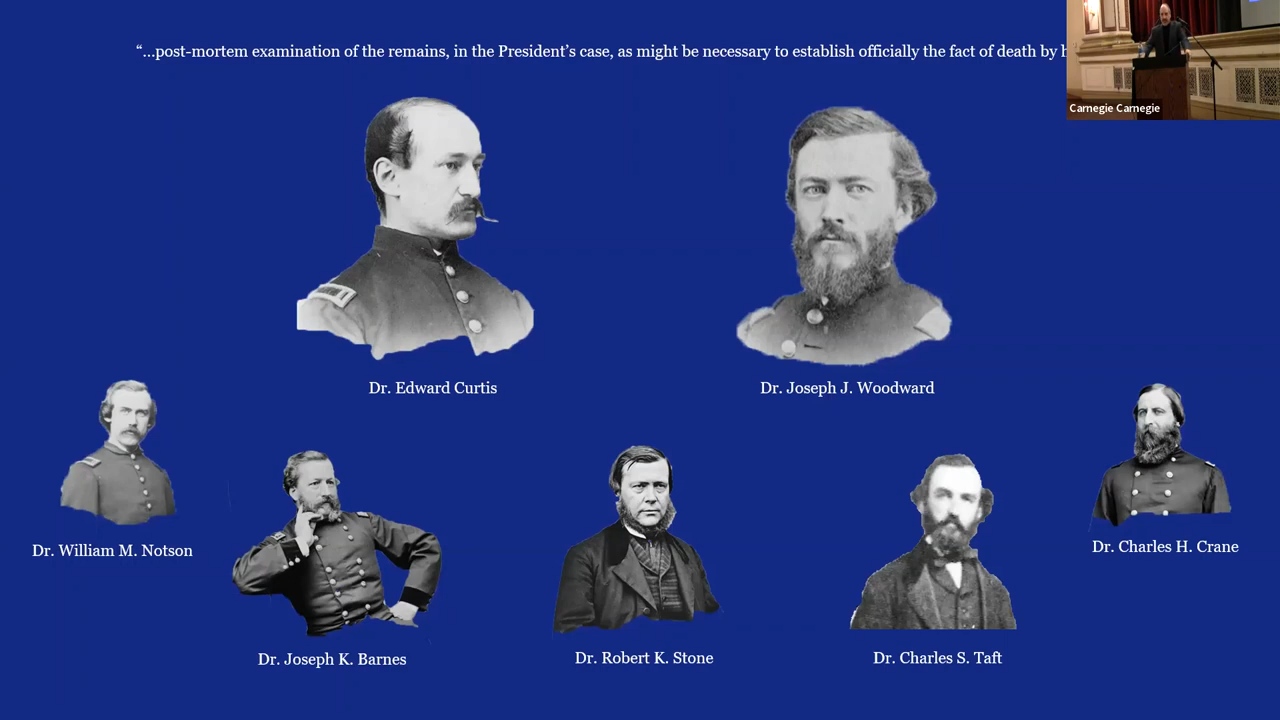 “...post-mortem examination of the remains, in the President’s case, as might be necessary to establish officially the fact of death by
Carnegie Carnegie
Dr. Edward Curtis
Dr. Joseph J. Woodward
Dr. William M. Notson
Dr. Charles H. Crane
Dr. Joseph K. Barnes
Dr. Robert K. Stone
Dr. Charles S. Taft